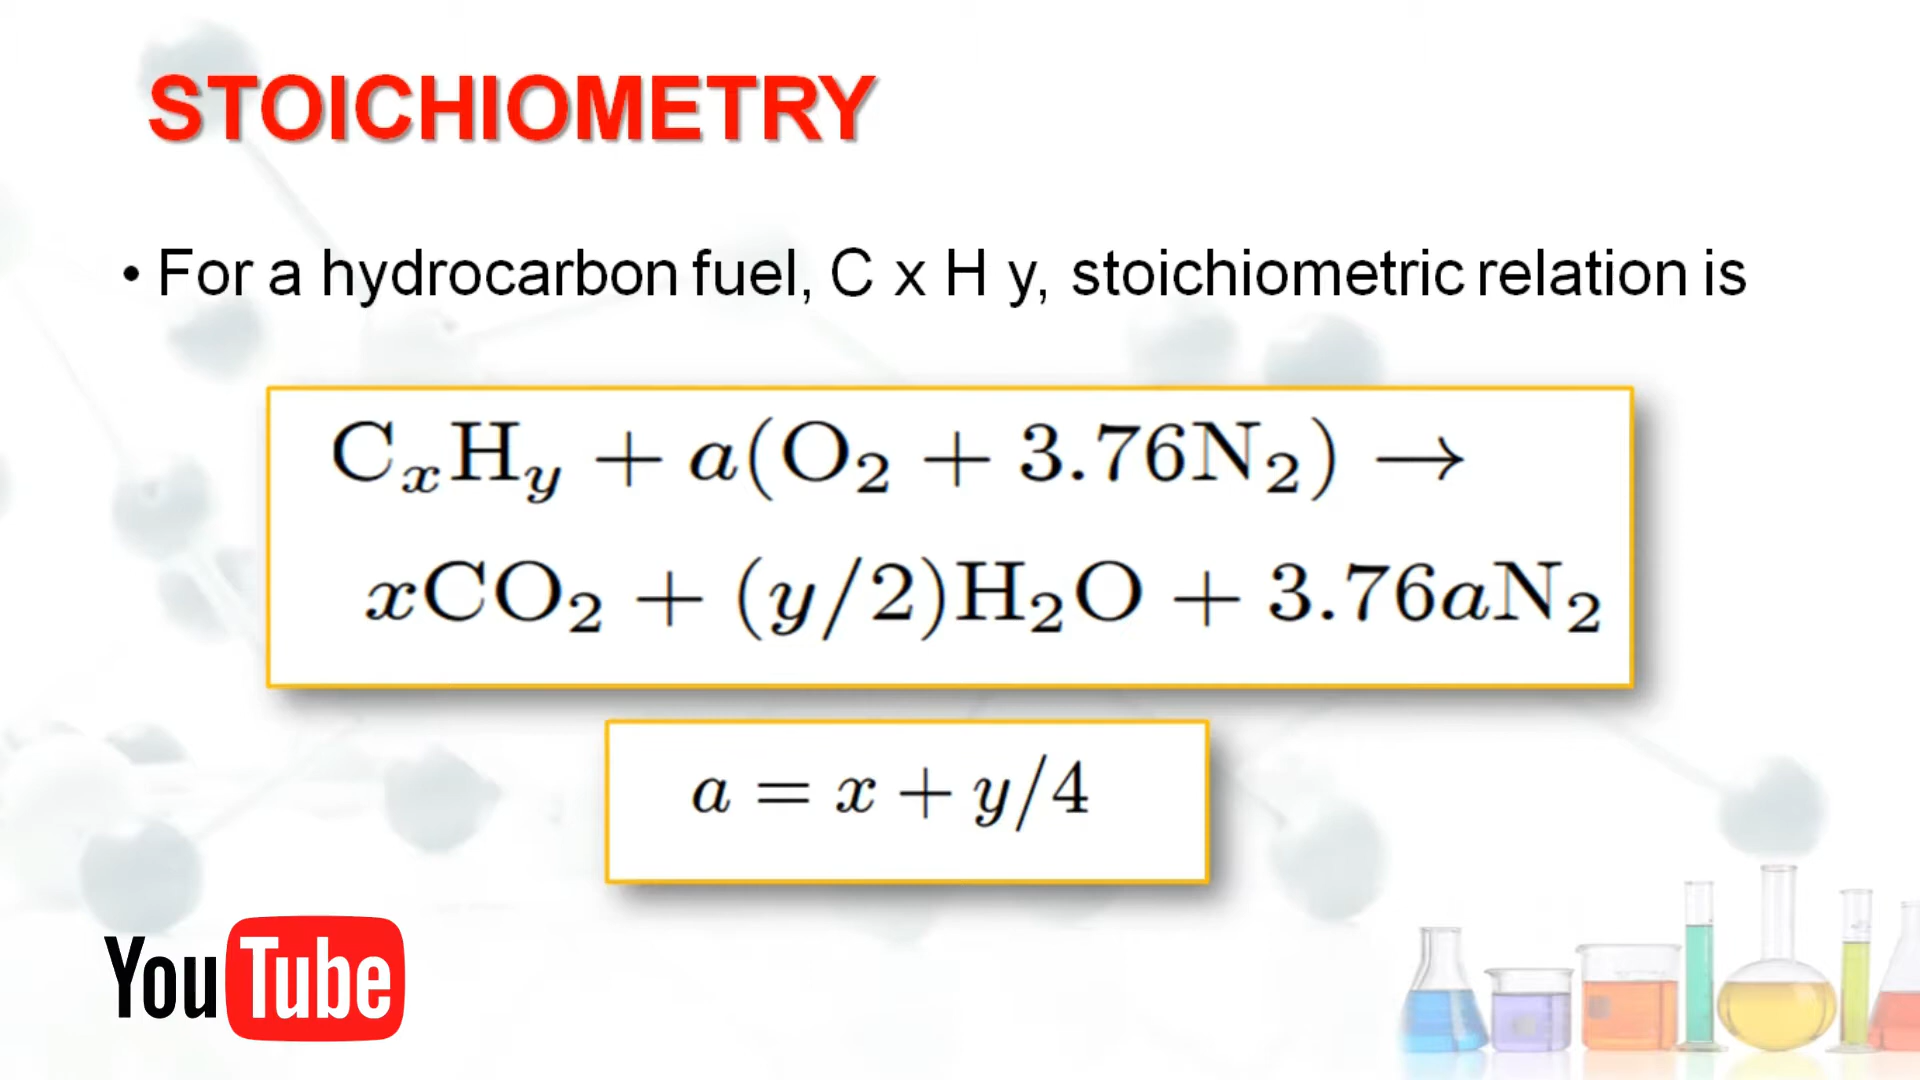 STOICHIOMETRY
• For a hydrocarbon fuel, C x H y, stoichiometric relation is
CₓHᵧ + a(O₂ + 3.76N₂) →
xCO₂ + (y/2)H₂O + 3.76aN₂
a = x + y/4
YouTube